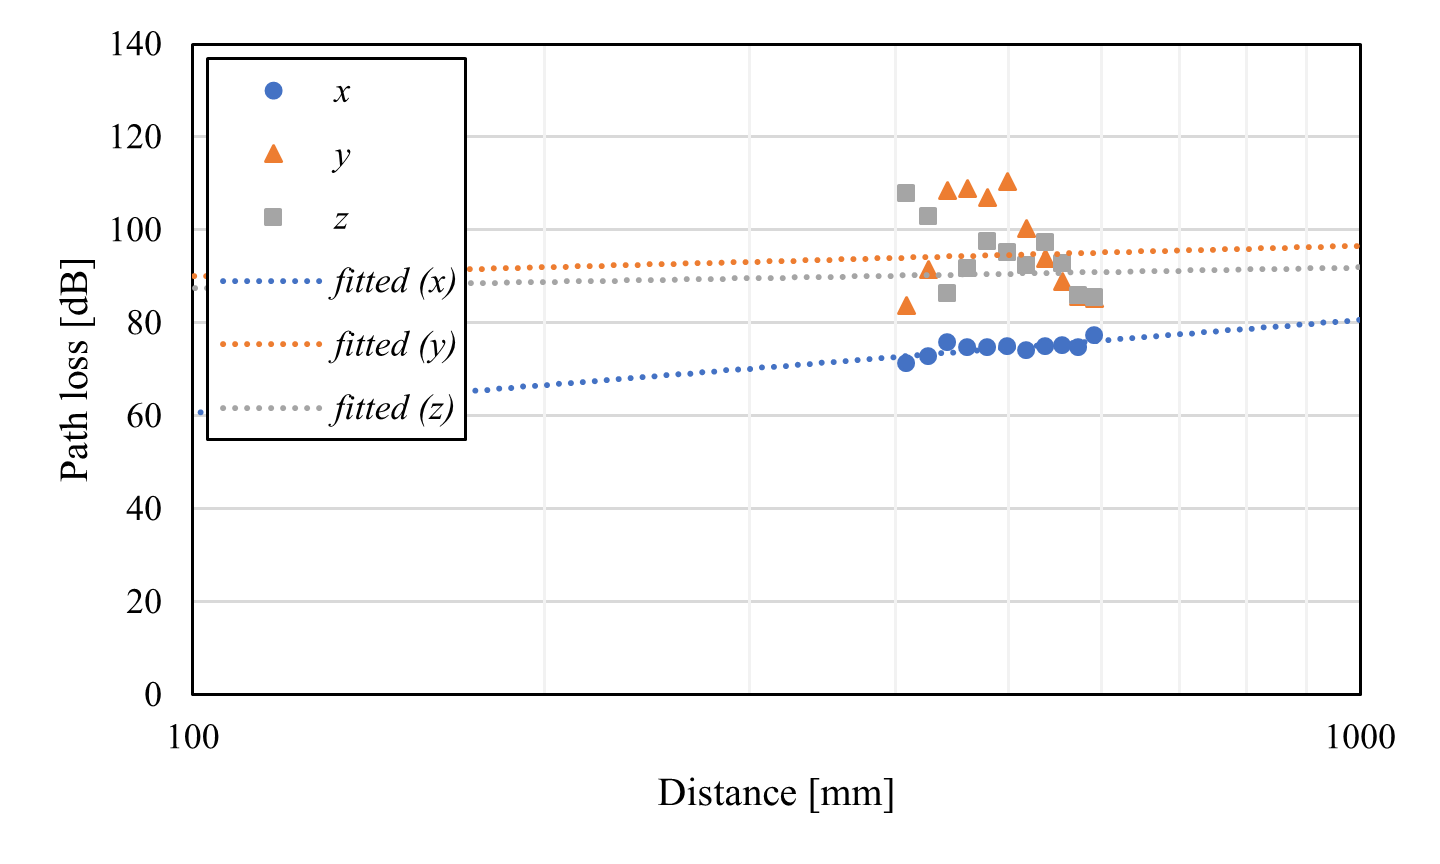 140
120
100
80
60
40
20
0
Path loss [dB]
x
y
z
fitted (x)
fitted (y)
fitted (z)
100
1000
Distance [mm]